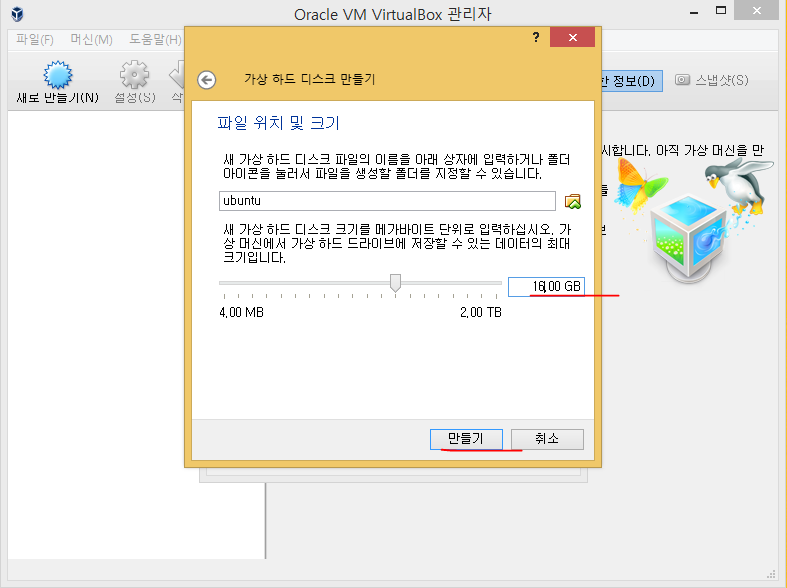 Oracle VM VirtualBox 관리자
파일(F) 머신(M) 도움말(H)
새로 만들기(N) 설정(S) 삭
한 정보(D) 스냅샷(S)
?
가상 하드 디스크 만들기
파일 위치 및 크기
새 가상 하드 디스크 파일의 이름을 아래 상자에 입력하거나 폴더
아이콘을 눌러서 파일을 생성할 폴더를 지정할 수 있습니다.
ubuntu
새 가상 하드 디스크 크기를 메가바이트 단위로 입력하십시오. 가
상 머신에서 가상 하드 드라이브에 저장할 수 있는 데이터의 최대
크기입니다.
16.00 GB
4.00 MB 2.00 TB
만들기 취소
시합니다. 아직 가상 머신을 만